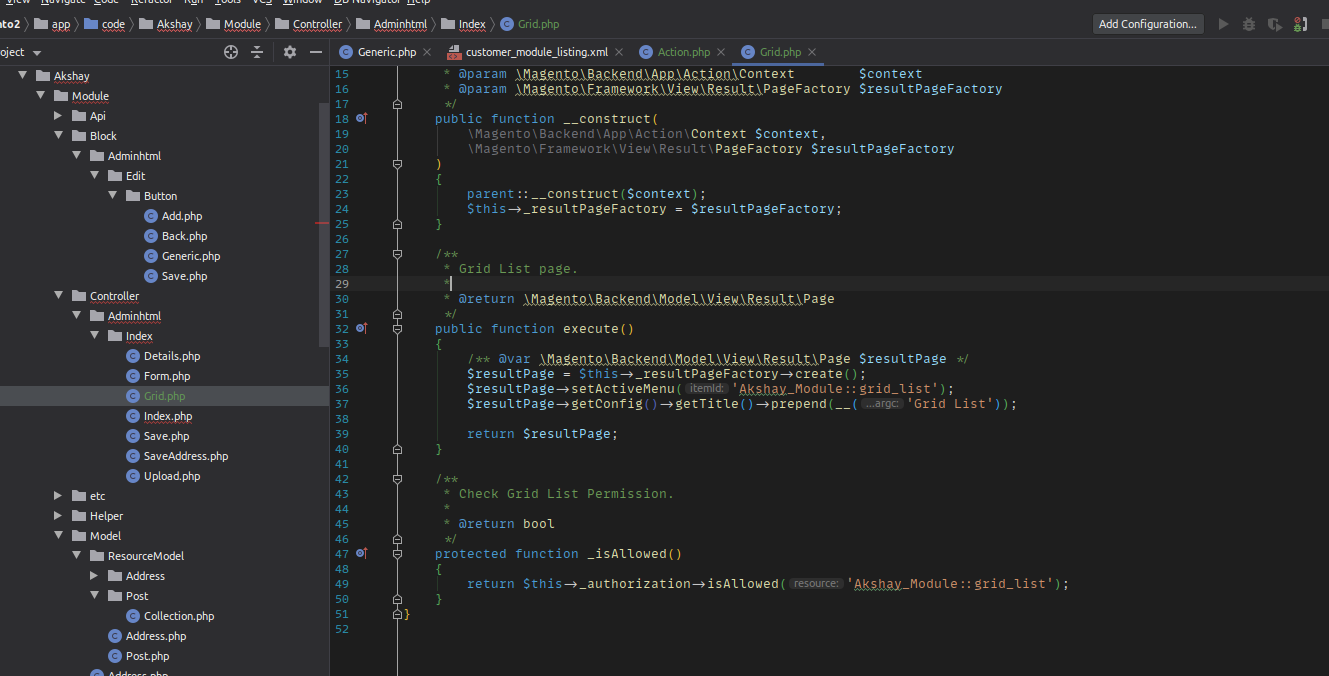 View Navigate Code Refactor Run Tools VCS Window DB Navigator Help
nto2 app code Akshay Module Controller Adminhtml Index Grid.php
Add Configuration...
oject
Generic.php customer_module_listing.xml Action.php Grid.php
Akshay
Module
Api
Block
Adminhtml
Edit
Button
Add.php
Back.php
Generic.php
Save.php
Controller
Adminhtml
Index
Details.php
Form.php
Grid.php
Index.php
Save.php
SaveAddress.php
Upload.php
etc
Helper
Model
ResourceModel
Address
Post
Collection.php
Address.php
Post.php
Address.php
15 * @param \Magento\Backend\App\Action\Context $context
16 * @param \Magento\Framework\View\Result\PageFactory $resultPageFactory
17 */
18 public function __construct(
19 \Magento\Backend\App\Action\Context $context,
20 \Magento\Framework\View\Result\PageFactory $resultPageFactory
21 )
22 {
23 parent::__construct($context);
24 $this->_resultPageFactory = $resultPageFactory;
25 }
26
27 /**
28 * Grid List page.
29 *
30 * @return \Magento\Backend\Model\View\Result\Page
31 */
32 public function execute()
33 {
34 /** @var \Magento\Backend\Model\View\Result\Page $resultPage */
35 $resultPage = $this->_resultPageFactory->create();
36 $resultPage->setActiveMenu( itemId: 'Akshay_Module::grid_list');
37 $resultPage->getConfig()->getTitle()->prepend(__( ...argc: 'Grid List'));
38
39 return $resultPage;
40 }
41
42 /**
43 * Check Grid List Permission.
44 *
45 * @return bool
46 */
47 protected function _isAllowed()
48 {
49 return $this->_authorization->isAllowed( resource: 'Akshay_Module::grid_list');
50 }
51 }
52